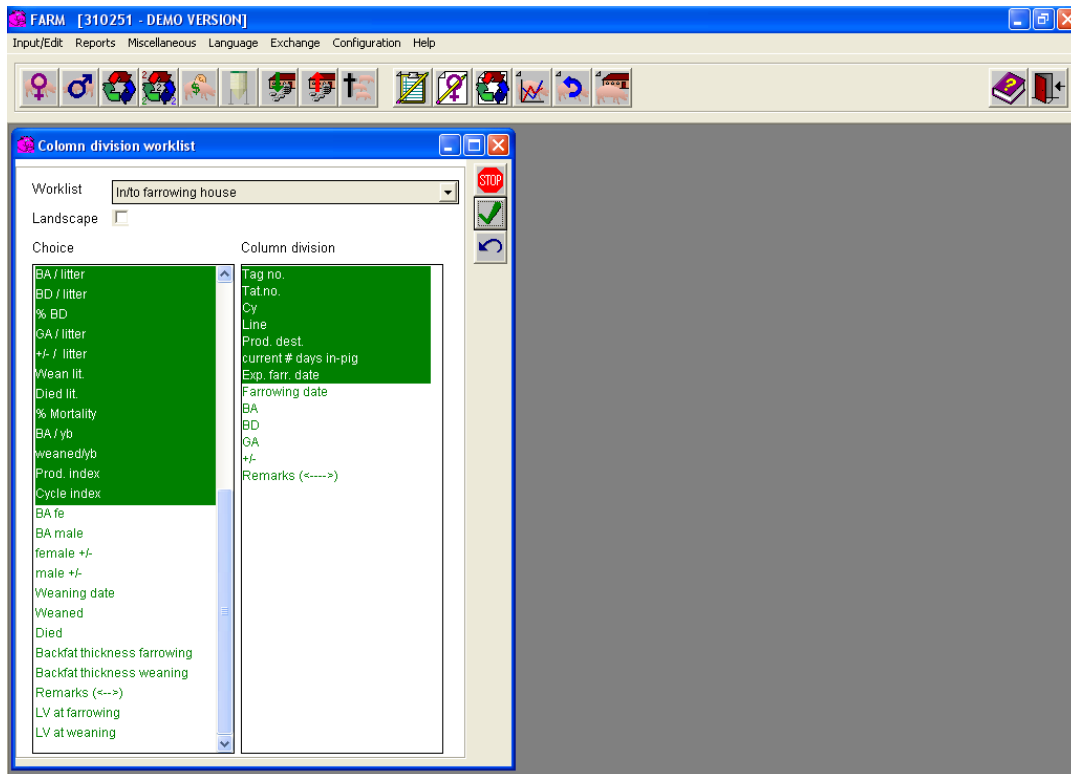 FARM [310251 - DEMO VERSION]
Input/Edit Reports Miscellaneous Language Exchange Configuration Help
Colomn division worklist
Worklist In/to farrowing house
STOP
Landscape
Choice Column division
BA / litter
BD / litter
% BD
GA / litter
+/- / litter
Wean lit.
Died lit.
% Mortality
BA / yb
weaned/yb
Prod. index
Cycle index
BA fe
BA male
female +/-
male +/-
Weaning date
Weaned
Died
Backfat thickness farrowing
Backfat thickness weaning
Remarks (<-->)
LV at farrowing
LV at weaning
Tag no.
Tat.no.
Cy
Line
Prod. dest.
current # days in-pig
Exp. farr. date
Farrowing date
BA
BD
GA
+/-
Remarks (<---->)